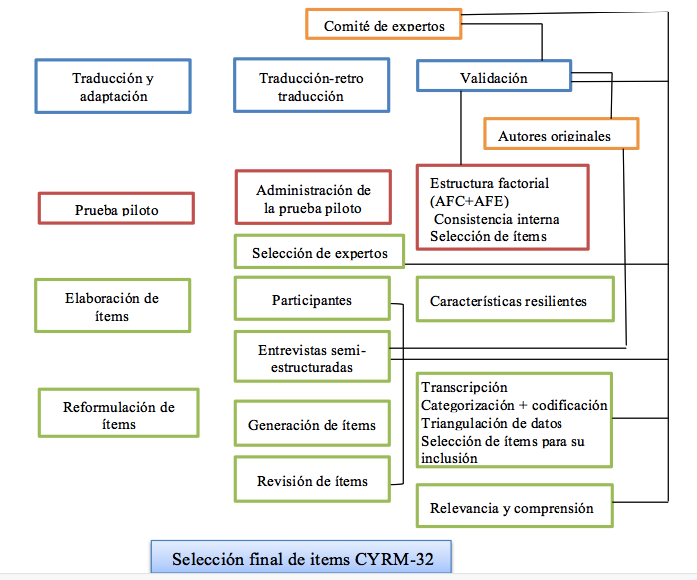 Comité de expertos
Traducción y
adaptación
Traducción-retro
traducción
Validación
Autores originales
Prueba piloto
Administración de
la prueba piloto
Estructura factorial
(AFC+AFE)
Consistencia interna
Selección de ítems
Selección de expertos
Elaboración de
ítems
Participantes
Características resilientes
Entrevistas semi-
estructuradas
Reformulación de
ítems
Generación de ítems
Transcripción
Categorización + codificación
Triangulación de datos
Selección de ítems para su
inclusión
Revisión de ítems
Relevancia y comprensión
Selección final de items CYRM-32